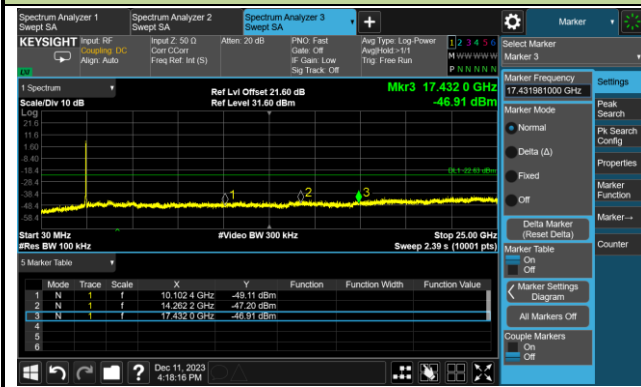 Spectrum Analyzer 1
Swept SA
Spectrum Analyzer 2
Swept SA
Spectrum Analyzer 3
Swept SA
Marker
KEYSIGHT
Input: RF
Coupling: DC
Align: Auto
Input Z: 50 Ω
Corr CCorr
Freq Ref: Int (S)
Atten: 20 dB
PNO: Fast
Gate: Off
IF Gain: Low
Sig Track: Off
Avg Type: Log-Power
Avg|Hold:>1/1
Trig: Free Run
1 2 3 4 5 6
M W W W W W
P N N N N N
Select Marker
Marker 3
1 Spectrum
Scale/Div 10 dB
Ref Lvl Offset 21.60 dB
Ref Level 31.60 dBm
Mkr3 17.432 0 GHz
-46.91 dBm
Log
21.6
11.6
1.60
-8.40
-18.4
-28.4
-38.4
-48.4
-58.4
DL1 -22.63 dBm
1
2
3
Start 30 MHz
#Res BW 100 kHz
#Video BW 300 kHz
Stop 25.00 GHz
Sweep 2.39 s (10001 pts)
5 Marker Table
Mode Trace Scale X Y Function Function Width Function Value
1 N 1 f 10.102 4 GHz -49.11 dBm
2 N 1 f 14.262 2 GHz -47.20 dBm
3 N 1 f 17.432 0 GHz -46.91 dBm
4
5
6
Dec 11, 2023
4:18:16 PM
Marker Frequency
17.431981000 GHz
Marker Mode
Normal
Delta (Δ)
Fixed
Off
Delta Marker
(Reset Delta)
Marker Table
On
Off
Marker Settings
Diagram
All Markers Off
Couple Markers
On
Off
Settings
Peak
Search
Pk Search
Config
Properties
Marker
Function
Marker→
Counter